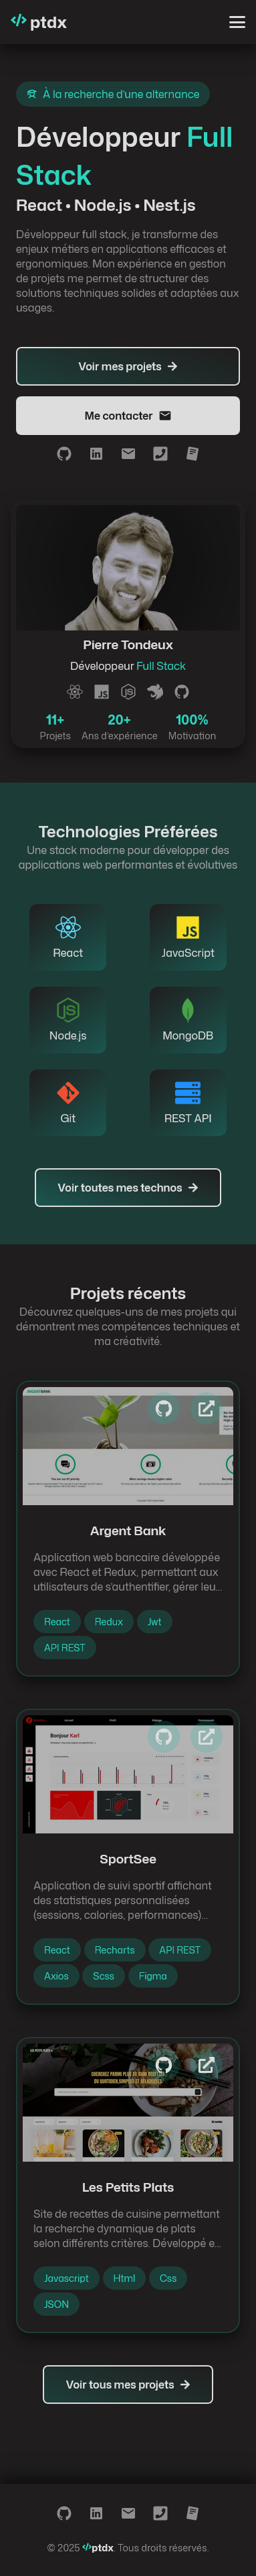 </> ptdx
À la recherche d'une alternance
Développeur Full
Stack
React • Node.js • Nest.js
Développeur full stack, je transforme des
enjeux métiers en applications efficaces et
ergonomiques. Mon expérience en gestion
de projets me permet de structurer des
solutions techniques solides et adaptées aux
usages.
Voir mes projets →
Me contacter
Pierre Tondeux
Développeur Full Stack
11+ 20+ 100%
Projets Ans d'expérience Motivation
Technologies Préférées
Une stack moderne pour développer des
applications web performantes et évolutives
React JavaScript
Node.js MongoDB
Git REST API
Voir toutes mes technos →
Projets récents
Découvrez quelques-uns de mes projets qui
démontrent mes compétences techniques et
ma créativité.
Argent Bank
Application web bancaire développée
avec React et Redux, permettant aux
utilisateurs de s'authentifier, gérer leu…
React Redux Jwt
API REST
Bonjour Karl
SportSee
Application de suivi sportif affichant
des statistiques personnalisées
(sessions, calories, performances)…
React Recharts API REST
Axios Scss Figma
CHERCHEZ PARMI PLUS DE
DU QUOTIDIEN, SIMPLES ET DÉLICIEUSES
Les Petits Plats
Site de recettes de cuisine permettant
la recherche dynamique de plats
selon différents critères. Développé e…
Javascript Html Css
JSON
Voir tous mes projets →
© 2025 </>ptdx. Tous droits réservés.